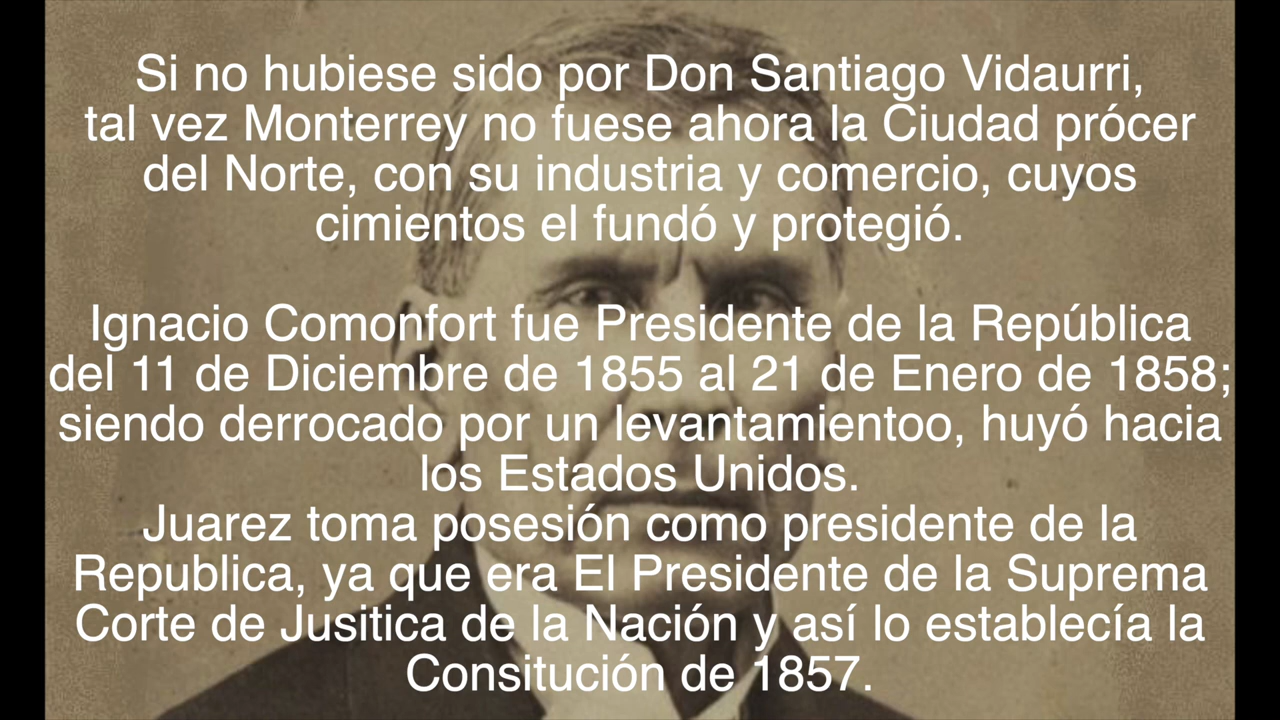 Si no hubiese sido por Don Santiago Vidaurri,
tal vez Monterrey no fuese ahora la Ciudad prócer
del Norte, con su industria y comercio, cuyos
cimientos el fundó y protegió.
Ignacio Comonfort fue Presidente de la República
del 11 de Diciembre de 1855 al 21 de Enero de 1858;
siendo derrocado por un levantamientoo, huyó hacia
los Estados Unidos.
Juarez toma posesión como presidente de la
Republica, ya que era El Presidente de la Suprema
Corte de Jusitica de la Nación y así lo establecía la
Consitución de 1857.